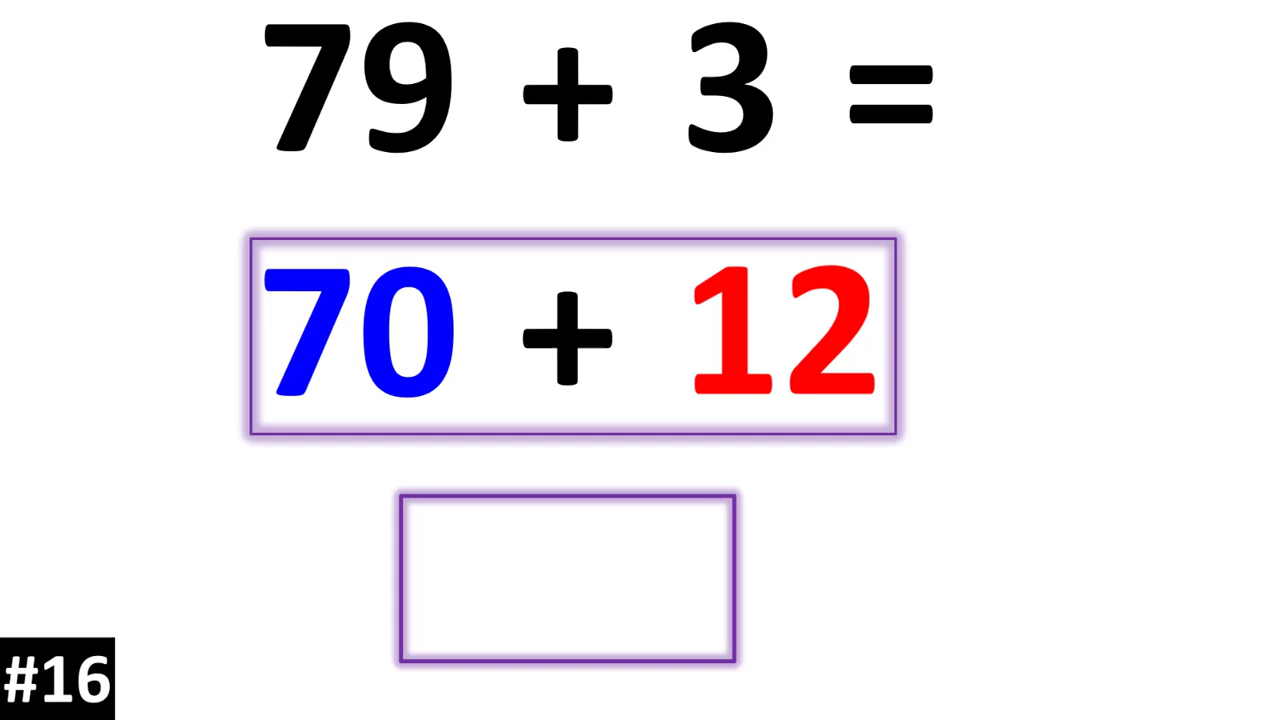 79 + 3 =
70 + 12
#16